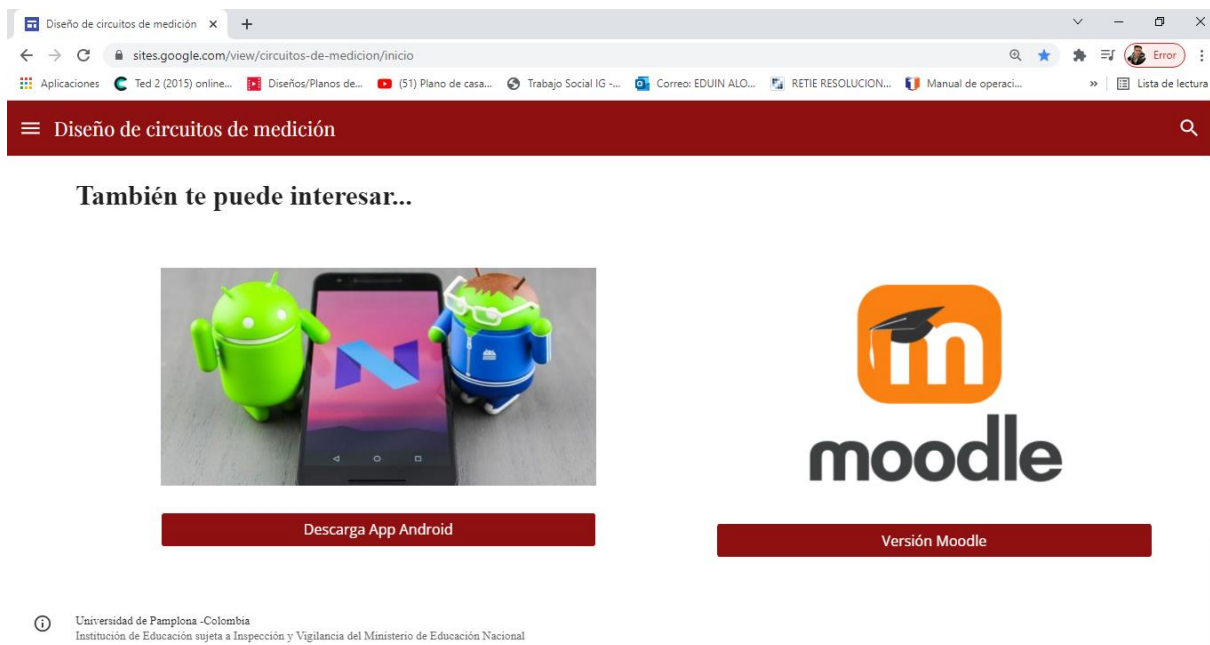 Diseño de circuitos de medición
sites.google.com/view/circuitos-de-medicion/inicio
Error
Aplicaciones
Ted 2 (2015) online...
Diseños/Planos de...
(51) Plano de casa...
Trabajo Social IG -...
Correo: EDUIN ALO...
RETIE RESOLUCION...
Manual de operaci...
»
Lista de lectura
Diseño de circuitos de medición
También te puede interesar...
N
m
moodle
Descarga App Android
Versión Moodle
Universidad de Pamplona -Colombia
Institución de Educación sujeta a Inspección y Vigilancia del Ministerio de Educación Nacional